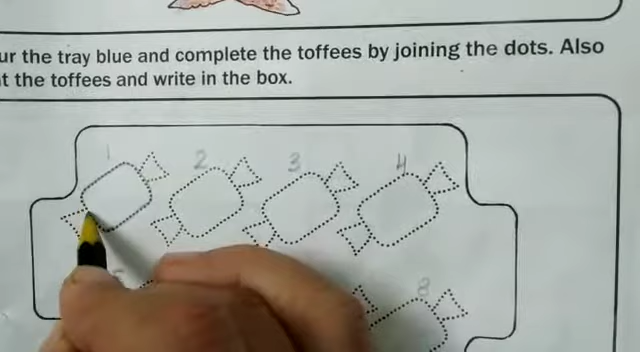 ur the tray blue and complete the toffees by joining the dots. Also
t the toffees and write in the box.
1 2 3 4
8